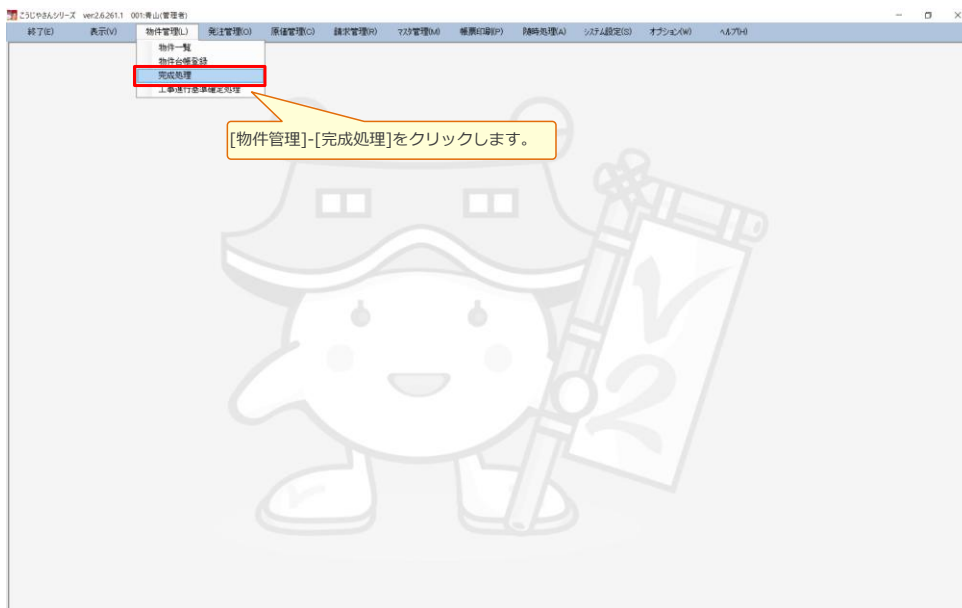 こうじやさんシリーズ ver.2.6.261.1 001:青山(管理者)
終了(E) 表示(V) 物件管理(L) 発注管理(O) 原価管理(C) 請求管理(R) マスタ管理(M) 帳票印刷(P) 随時処理(A) システム設定(S) オプション(W) ヘルプ(H)
物件一覧
物件台帳登録
完成処理
工事進行基準確定処理
[物件管理]-[完成処理]をクリックします。
V2